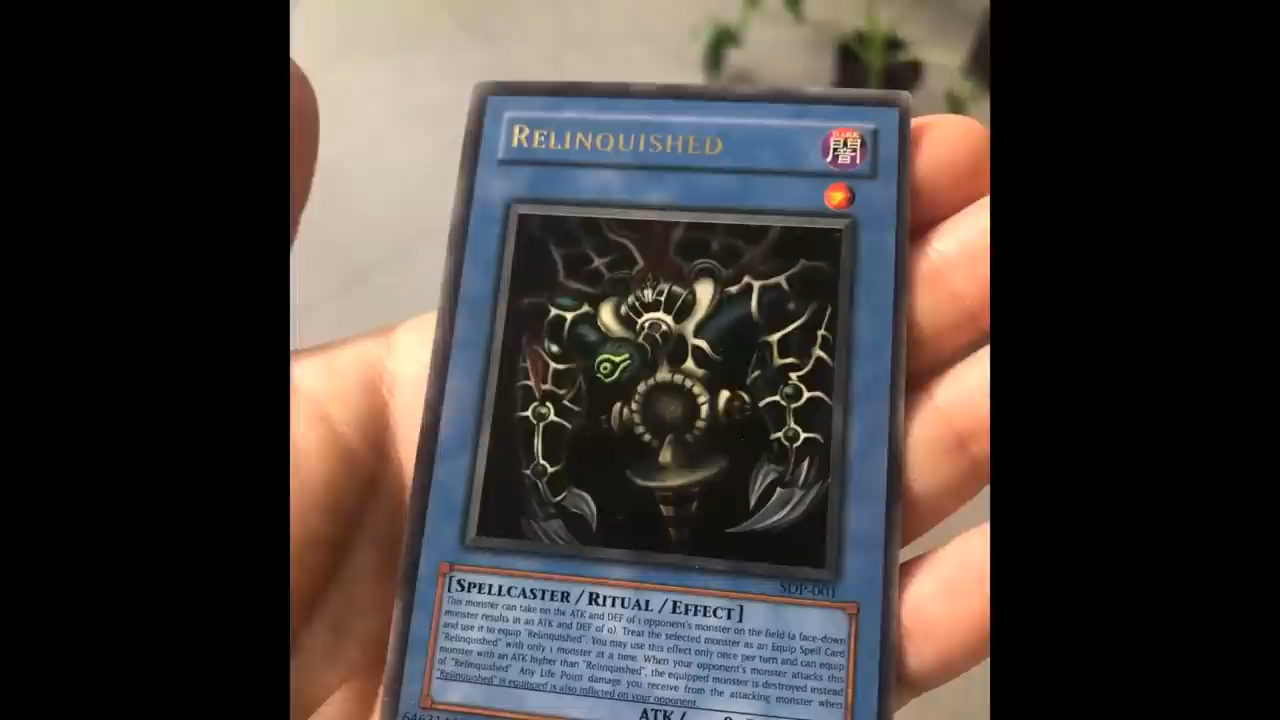 RELINQUISHED
DARK
闇
SDP-001
[SPELLCASTER / RITUAL / EFFECT]
This monster can take on the ATK and DEF of 1 opponent's monster on the field (a face-down
monster results in an ATK and DEF of 0). Treat the selected monster as an Equip Spell Card
and use it to equip "Relinquished". You may use this effect only once per turn and can equip
"Relinquished" with only 1 monster at a time. When your opponent's monster attacks this
monster with an ATK higher than "Relinquished", the equipped monster is destroyed instead
of "Relinquished". Any Life Point damage you receive from the attacking monster when
"Relinquished" is equipped is also inflicted on your opponent.
ATK/